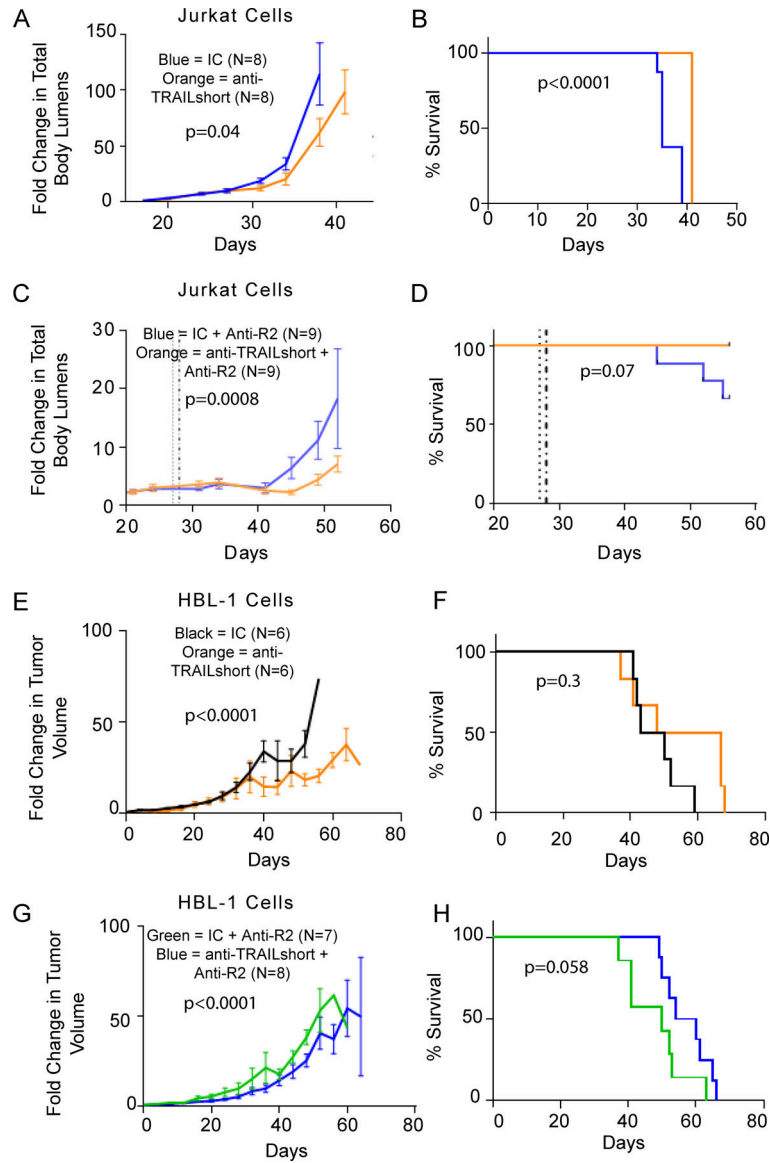 A
Jurkat Cells
Fold Change in Total
Body Lumens
150
100
50
0
Blue = IC (N=8)
Orange = anti-
TRAILshort (N=8)
p=0.04
20
30
40
Days
B
% Survival
100
50
0
p<0.0001
0
10
20
30
40
50
Days
C
Jurkat Cells
Fold Change in Total
Body Lumens
30
20
10
0
Blue = IC + Anti-R2 (N=9)
Orange = anti-TRAILshort +
Anti-R2 (N=9)
p=0.0008
20
30
40
50
60
Days
D
% Survival
100
50
0
p=0.07
20
30
40
50
60
Days
E
HBL-1 Cells
Fold Change in Tumor
Volume
100
50
0
Black = IC (N=6)
Orange = anti-
TRAILshort (N=6)
p<0.0001
0
20
40
60
80
Days
F
% Survival
100
50
0
p=0.3
0
20
40
60
80
Days
G
HBL-1 Cells
Fold Change in Tumor
Volume
100
50
0
Green = IC + Anti-R2 (N=7)
Blue = anti-TRAILshort +
Anti-R2 (N=8)
p<0.0001
0
20
40
60
80
Days
H
% Survival
100
50
0
p=0.058
0
20
40
60
80
Days